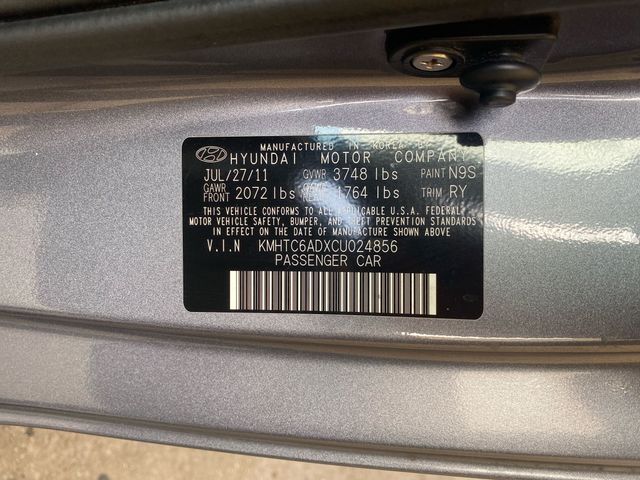 MANUFACTURED IN KOREA BY
HYUNDAI MOTOR COMPANY
JUL/27/11 GVWR 3748 lbs PAINT N9S
GAWR FRONT 2072 lbs 1764 lbs TRIM RY
THIS VEHICLE CONFORMS TO ALL APPLICABLE U.S.A. FEDERAL
MOTOR VEHICLE SAFETY, BUMPER, AND THEFT PREVENTION STANDARDS
IN EFFECT ON THE DATE OF MANUFACTURE SHOWN ABOVE
V.I.N KMHTC6ADXCU024856
PASSENGER CAR